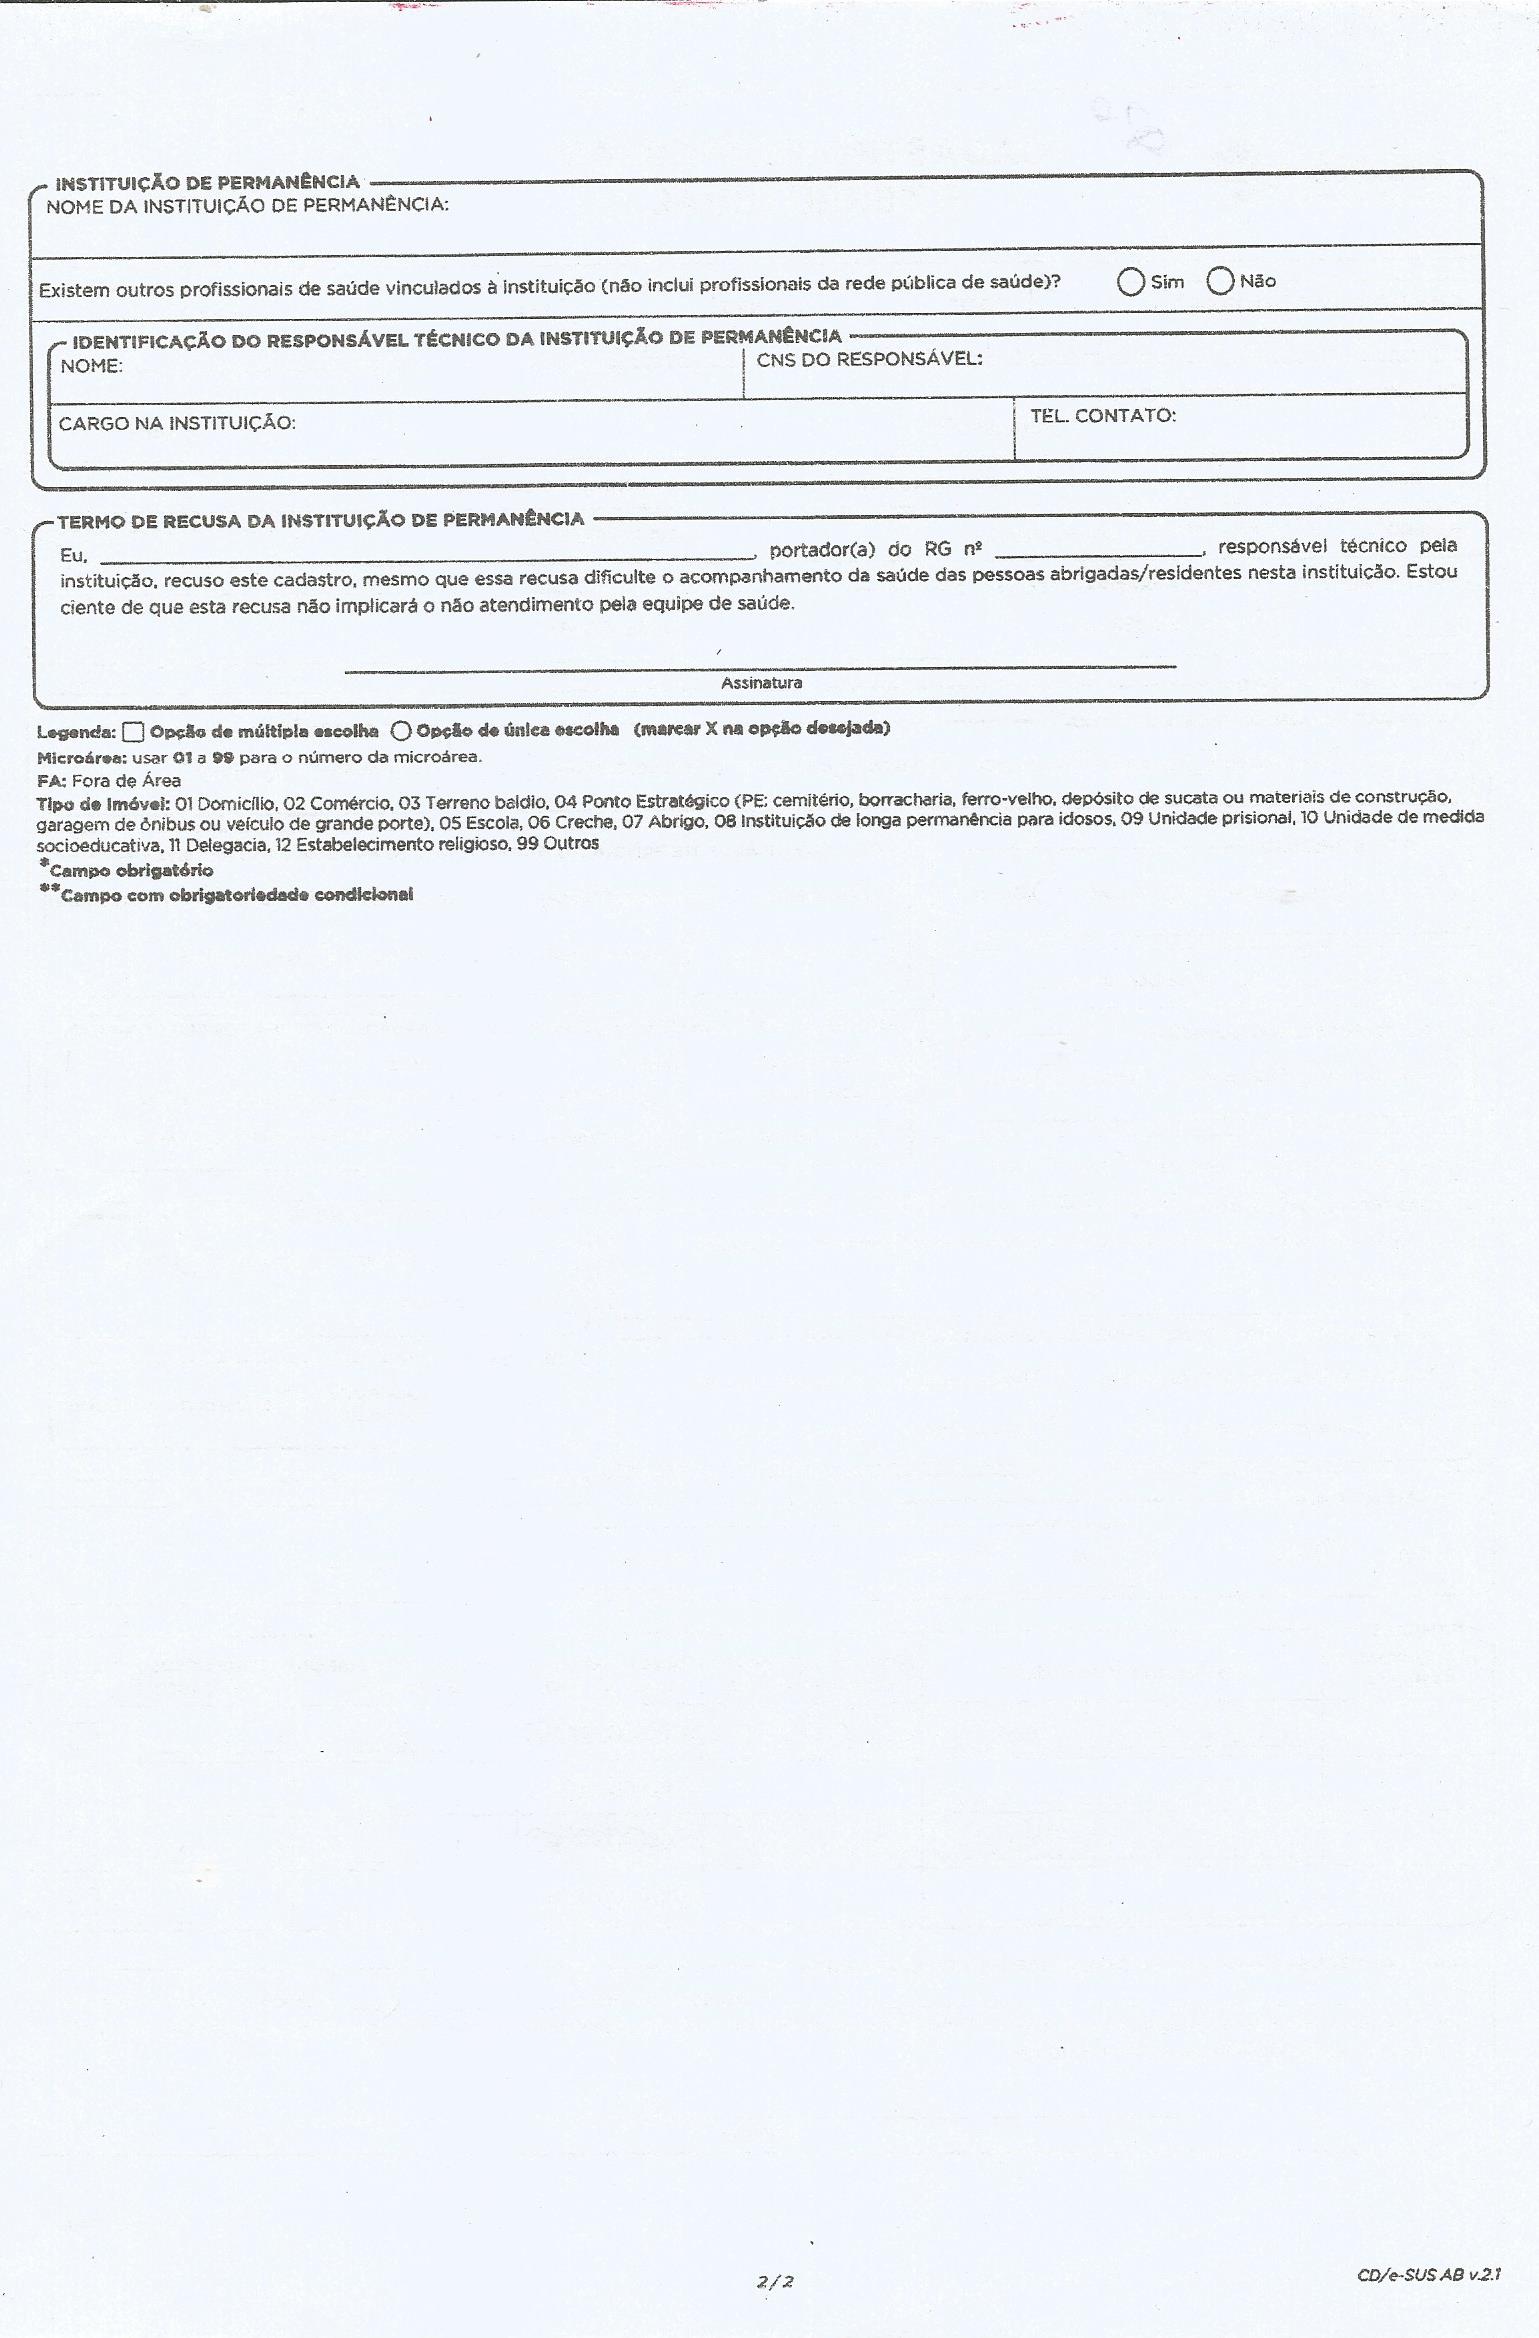 INSTITUIÇÃO DE PERMANÊNCIA
NOME DA INSTITUIÇÃO DE PERMANÊNCIA:
Existem outros profissionais de saúde vinculados à instituição (não inclui profissionais da rede pública de saúde)? Sim Não
IDENTIFICAÇÃO DO RESPONSÁVEL TÉCNICO DA INSTITUIÇÃO DE PERMANÊNCIA
NOME: CNS DO RESPONSÁVEL:
CARGO NA INSTITUIÇÃO: TEL. CONTATO:
TERMO DE RECUSA DA INSTITUIÇÃO DE PERMANÊNCIA
Eu, ______________________________, portador(a) do RG nº ______________, responsável técnico pela
instituição, recuso este cadastro, mesmo que essa recusa dificulte o acompanhamento da saúde das pessoas abrigadas/residentes nesta instituição. Estou
ciente de que esta recusa não implicará o não atendimento pela equipe de saúde.
Assinatura
Legenda: Opção de múltipla escolha Opção de única escolha (marcar X na opção desejada)
Microárea: usar 01 a 99 para o número da microárea.
FA: Fora de Área
Tipo de Imóvel: 01 Domicílio, 02 Comércio, 03 Terreno baldio, 04 Ponto Estratégico (PE: cemitério, borracharia, ferro-velho, depósito de sucata ou materiais de construção,
garagem de ônibus ou veículo de grande porte), 05 Escola, 06 Creche, 07 Abrigo, 08 Instituição de longa permanência para idosos, 09 Unidade prisional, 10 Unidade de medida
socioeducativa, 11 Delegacia, 12 Estabelecimento religioso, 99 Outros
*Campo obrigatório
**Campo com obrigatoriedade condicional
2/2
CD/e-SUS AB v.2.1